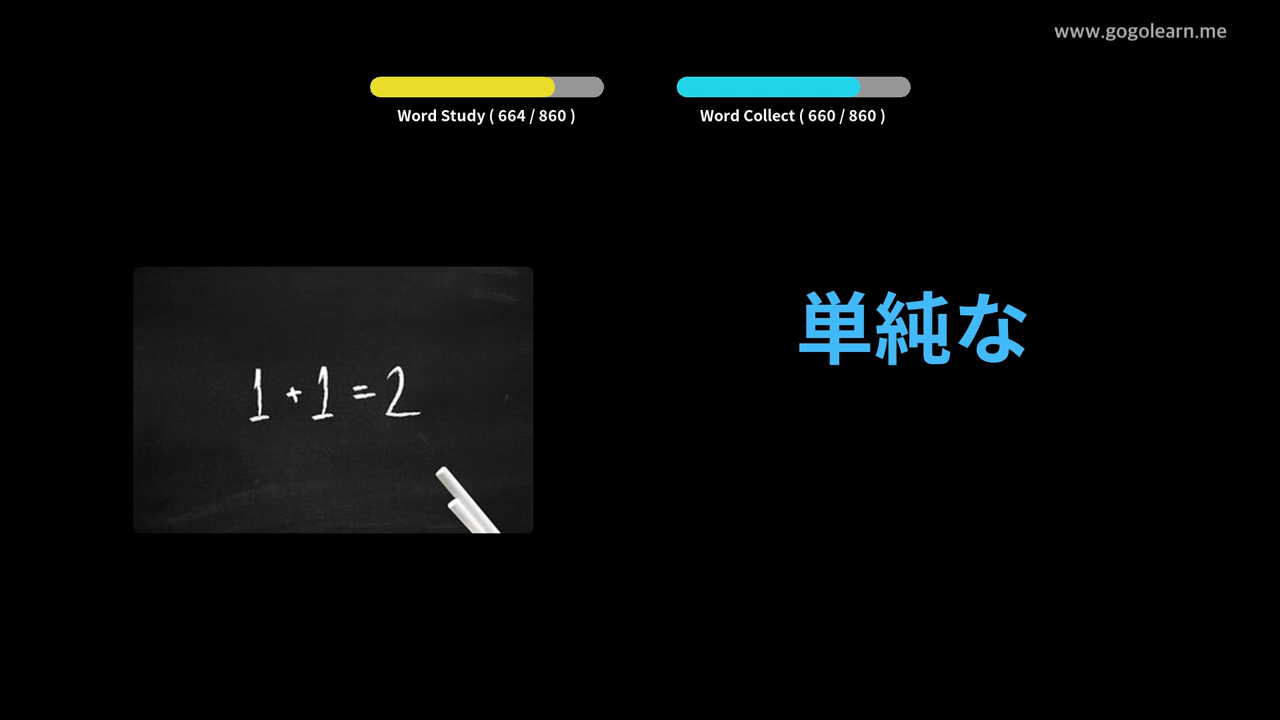 www.gogolearn.me
Word Study ( 664 / 860 )
Word Collect ( 660 / 860 )
単純な
1 + 1 = 2